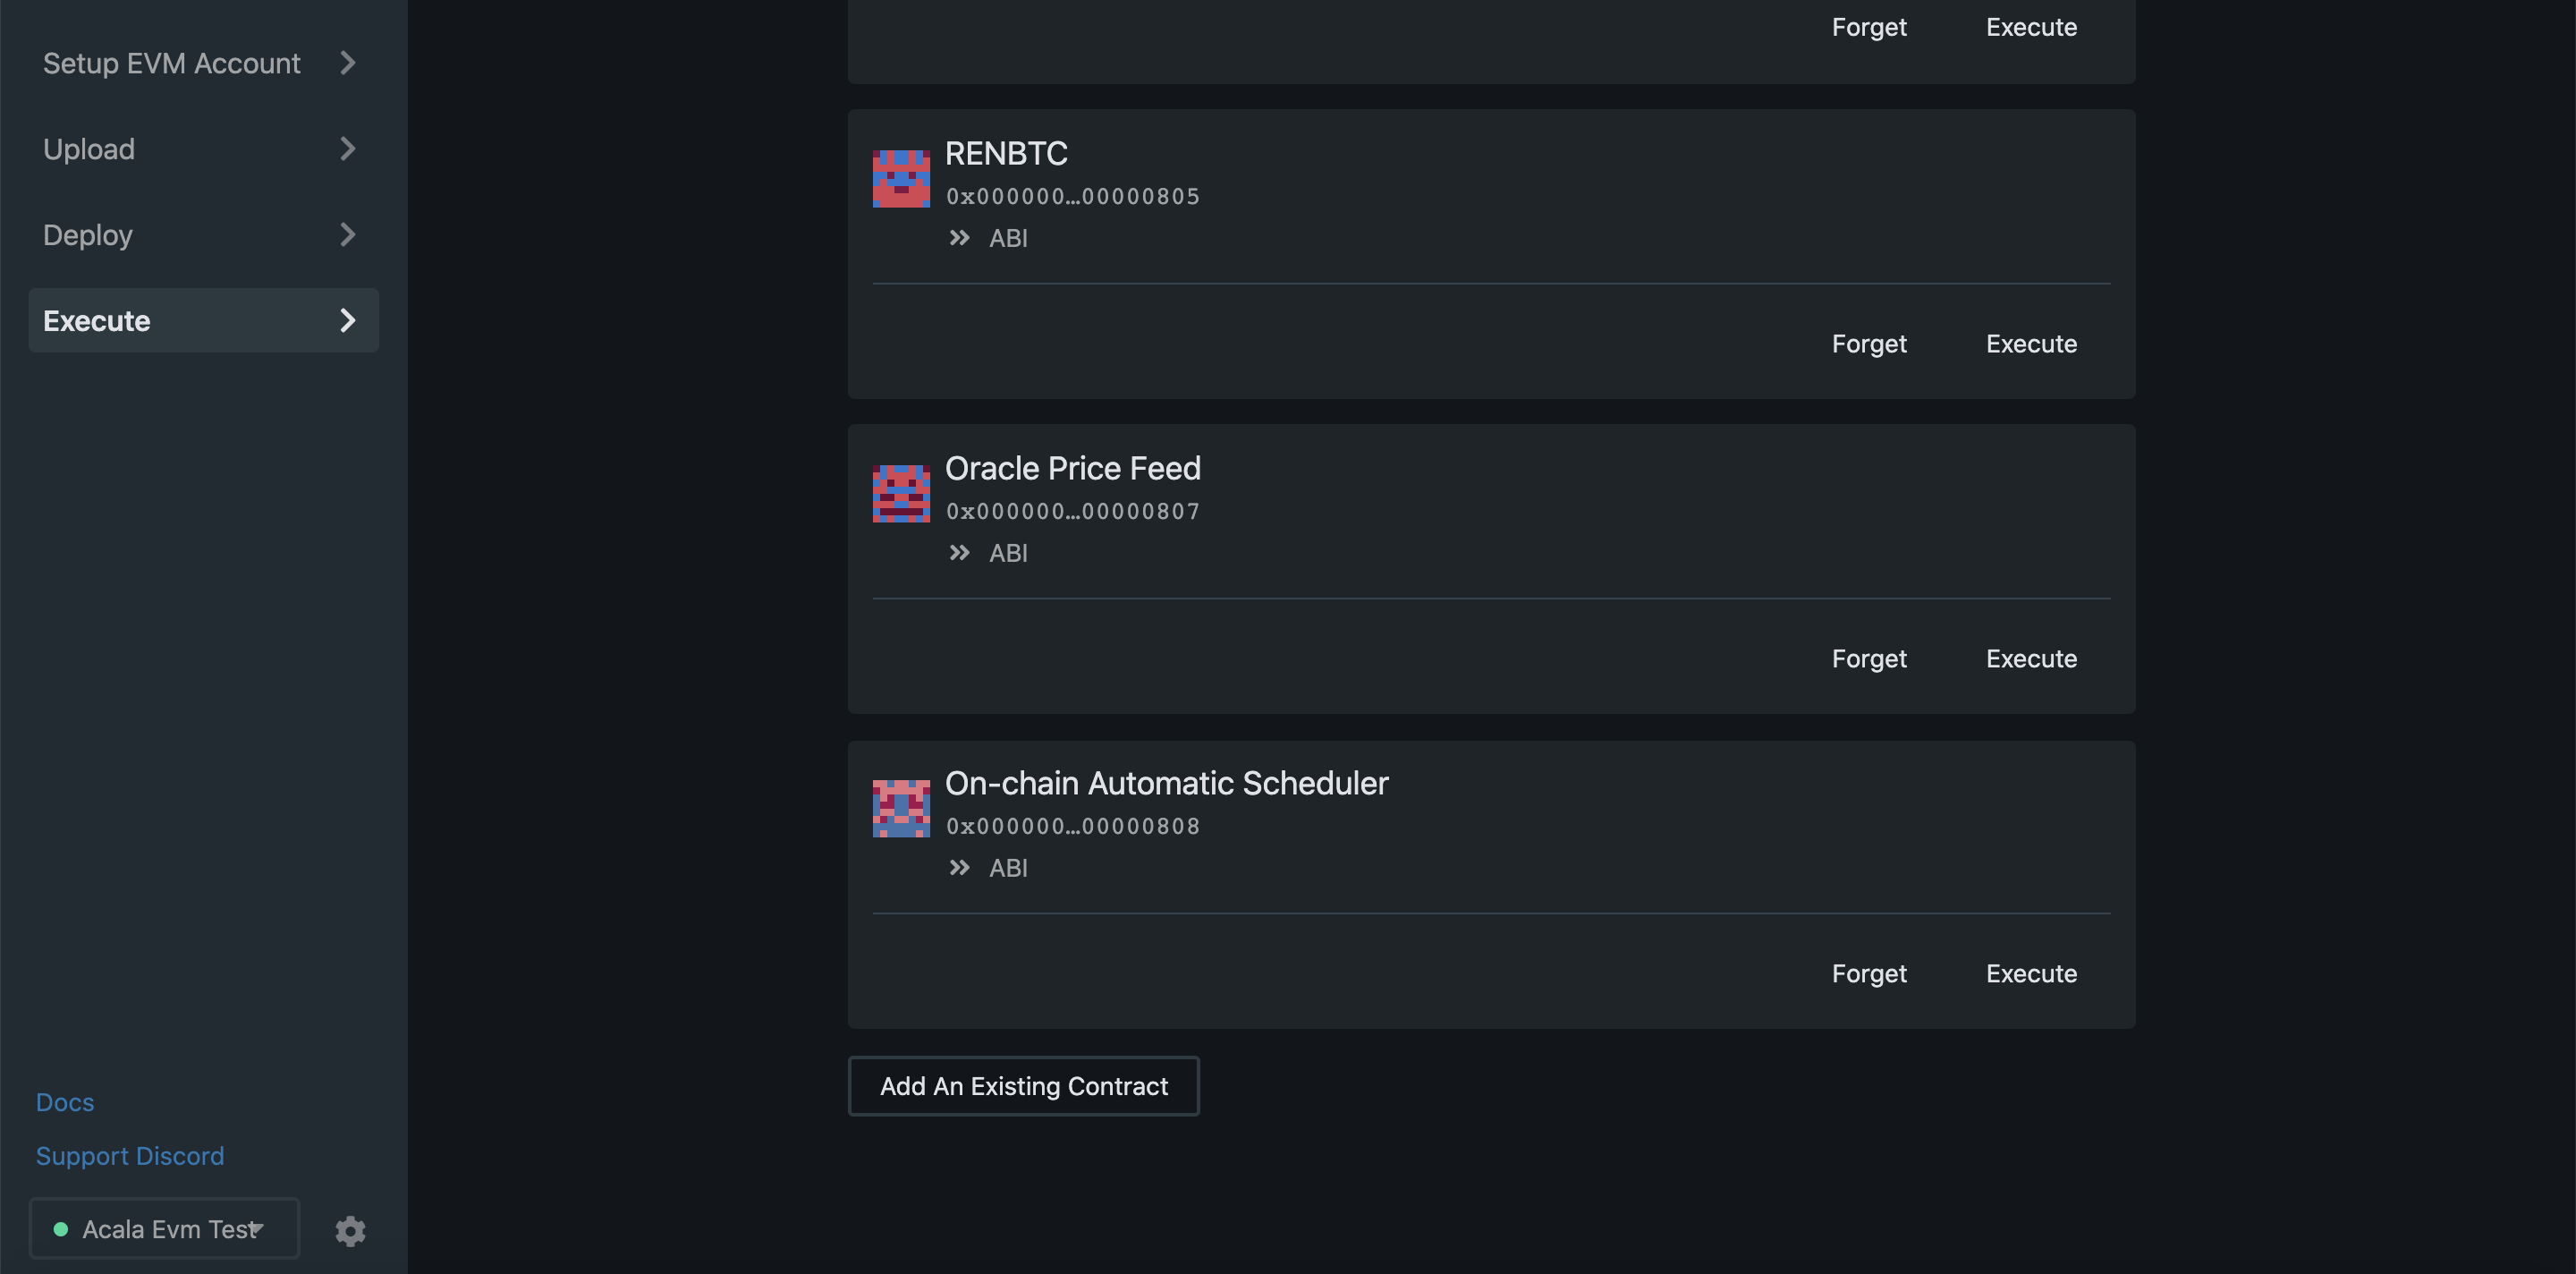 Setup EVM Account
Upload
Deploy
Execute
Docs
Support Discord
Acala Evm Test
Forget Execute
RENBTC
0x000000…00000805
ABI
Forget Execute
Oracle Price Feed
0x000000…00000807
ABI
Forget Execute
On-chain Automatic Scheduler
0x000000…00000808
ABI
Forget Execute
Add An Existing Contract